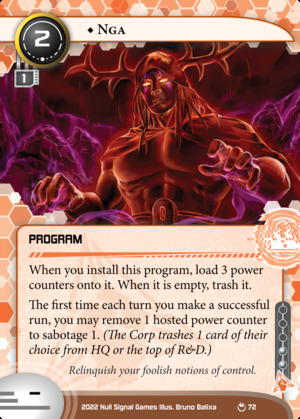 2
◆ Nga
1
PROGRAM
When you install this program, load 3 power
counters onto it. When it is empty, trash it.
The first time each turn you make a successful
run, you may remove 1 hosted power counter
to sabotage 1. (The Corp trashes 1 card of their
choice from HQ or the top of R&D.)
Relinquish your foolish notions of control.
–
2022 Null Signal Games Illus. Bruno Balixa
72